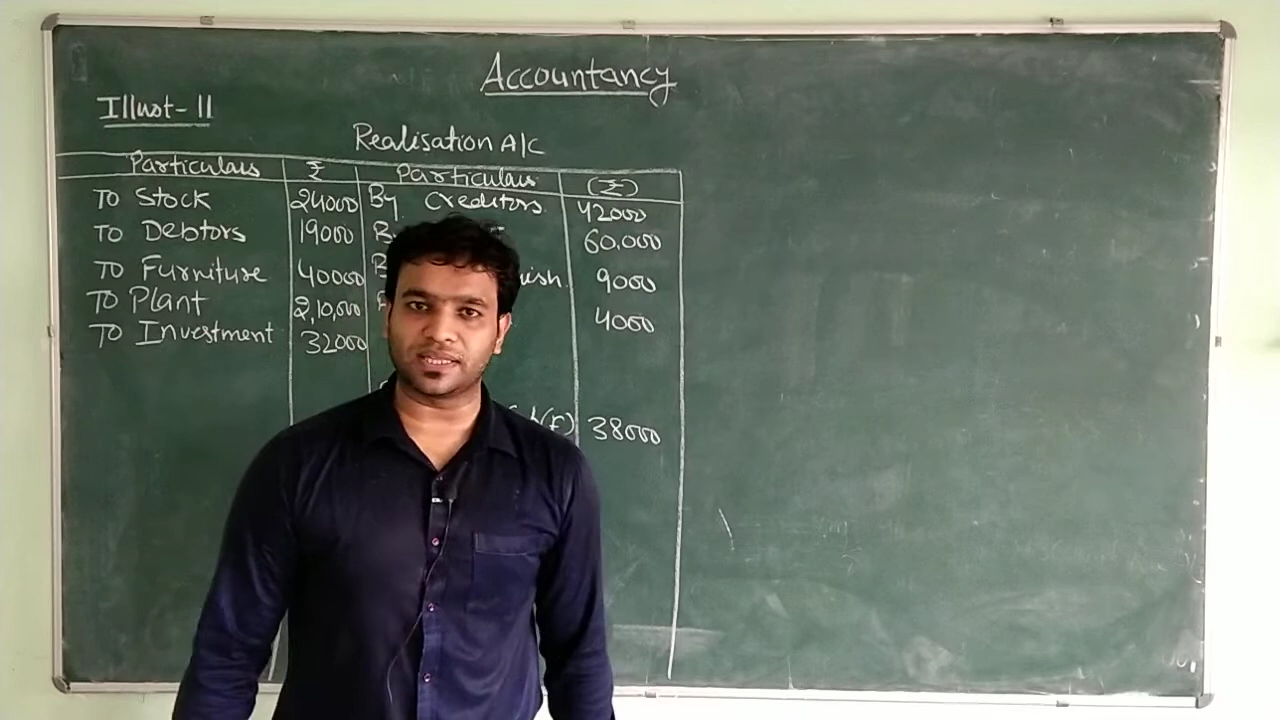 Accountancy
Illust-11
Realisation A/C
Particulars ₹ Particulars (₹)
To Stock 24000 By Creditors 42000
To Debtors 19000 60,000
To Furniture 40000 9000
To Plant 2,10,000 4000
To Investment 32000
38000